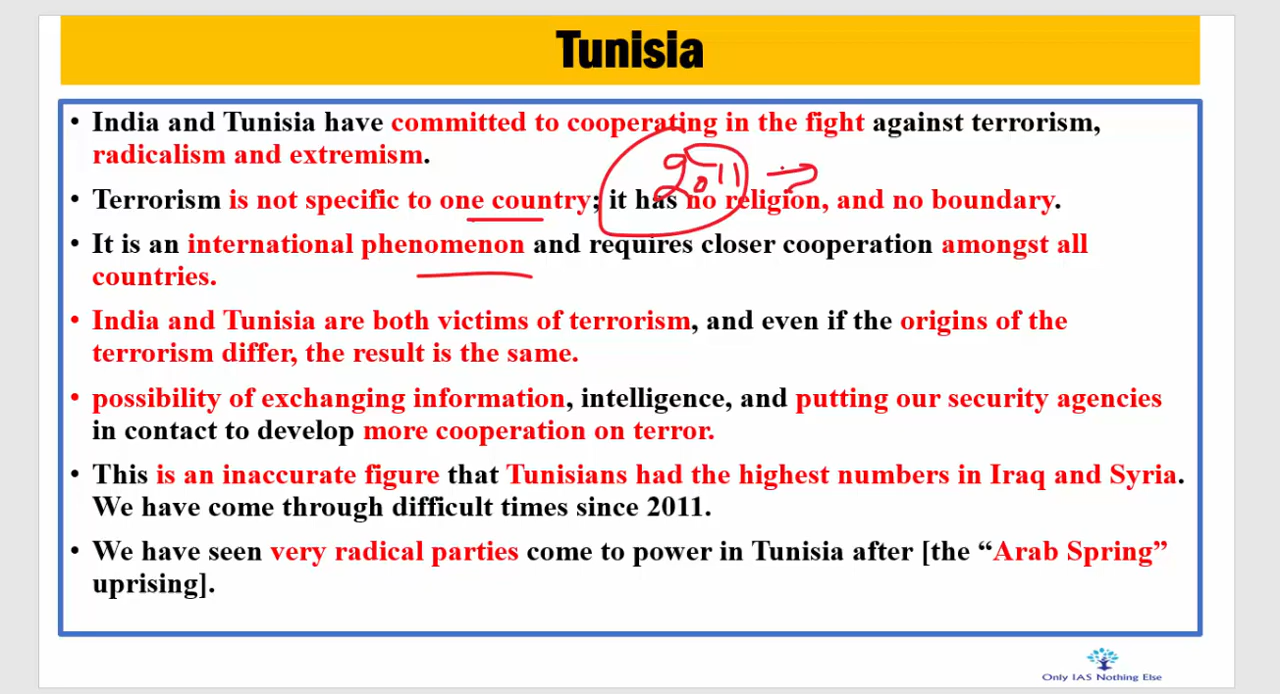 Tunisia
• India and Tunisia have committed to cooperating in the fight against terrorism,
radicalism and extremism.
2011
• Terrorism is not specific to one country; it has no religion, and no boundary.
• It is an international phenomenon and requires closer cooperation amongst all
countries.
• India and Tunisia are both victims of terrorism, and even if the origins of the
terrorism differ, the result is the same.
• possibility of exchanging information, intelligence, and putting our security agencies
in contact to develop more cooperation on terror.
• This is an inaccurate figure that Tunisians had the highest numbers in Iraq and Syria.
We have come through difficult times since 2011.
• We have seen very radical parties come to power in Tunisia after [the “Arab Spring”
uprising].
Only IAS Nothing Else